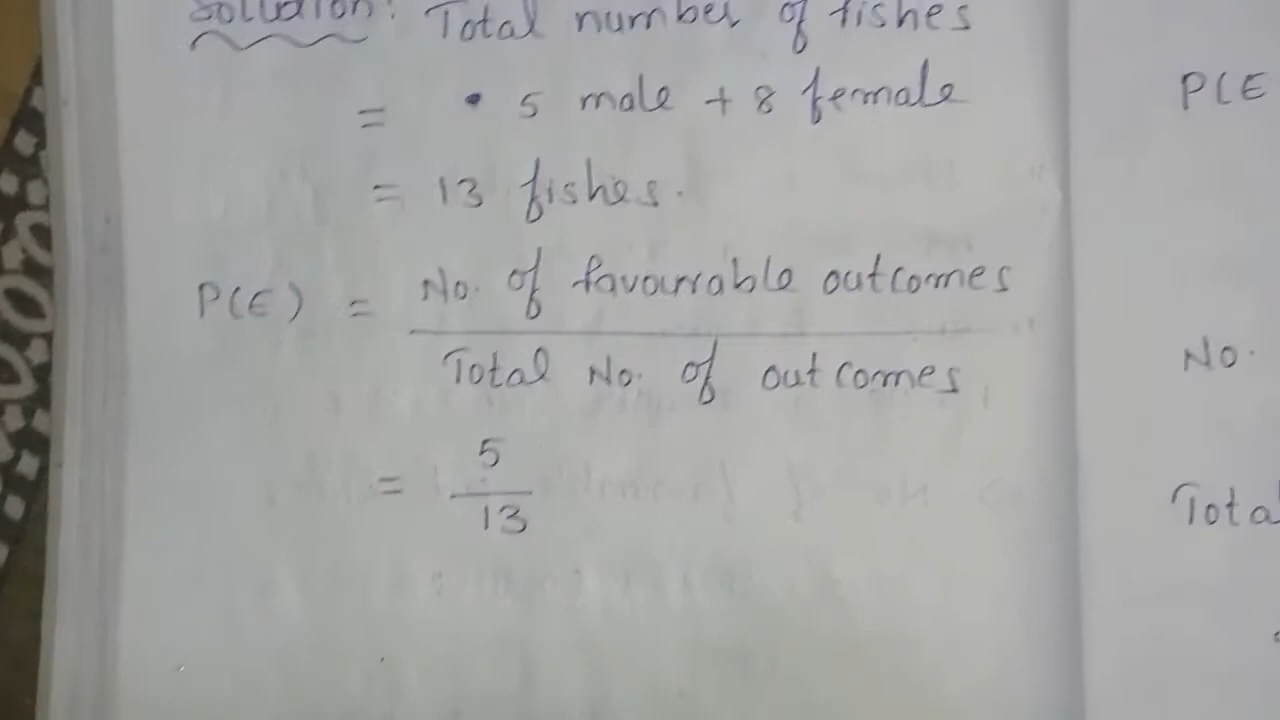 Solution: Total number of fishes
= 5 male + 8 female
= 13 fishes.
P(E) = No. of favourable outcomes
Total No. of outcomes
= 5
13
P(E
No.
Tota